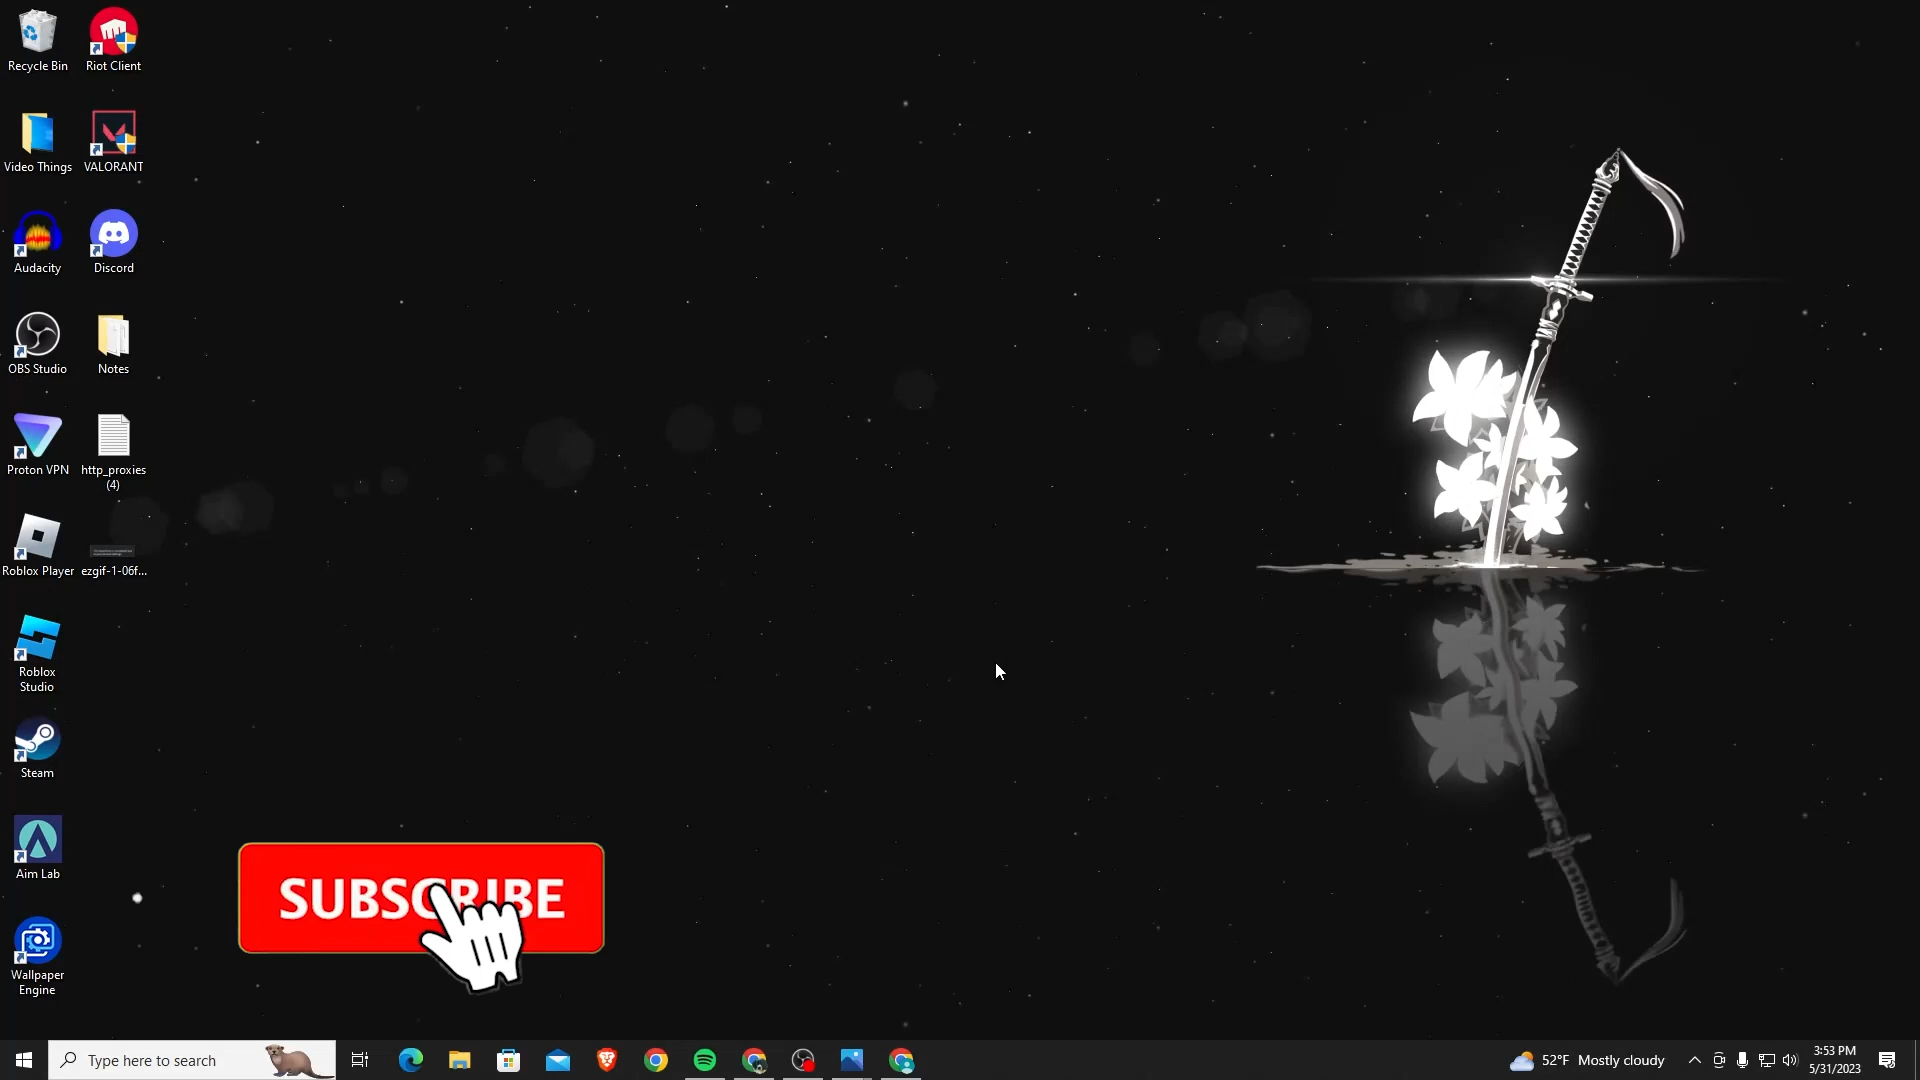 Recycle Bin
Riot Client
Video Things
VALORANT
Audacity
Discord
OBS Studio
Notes
Proton VPN
http_proxies
(4)
Roblox Player
ezgif-1-06f...
Roblox
Studio
Steam
Aim Lab
Wallpaper
Engine
SUBSCRIBE
Type here to search
52°F Mostly cloudy
3:53 PM
5/31/2023